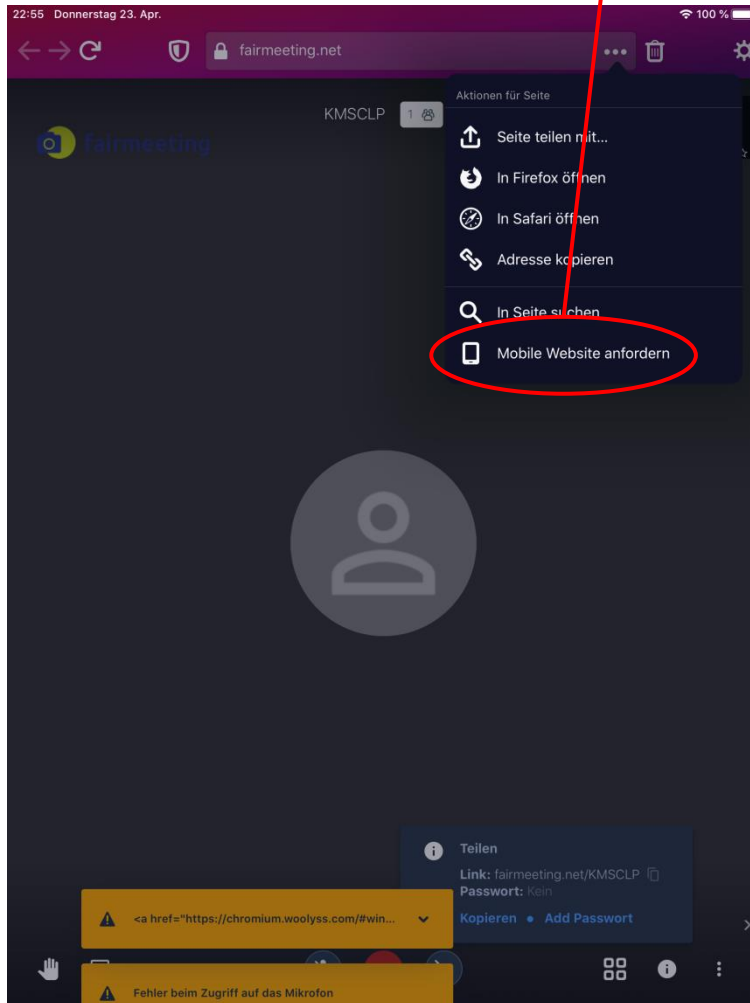 22:55 Donnerstag 23. Apr.
100 %
fairmeeting.net
Aktionen für Seite
KMSCLP 1
fairmeeting
Seite teilen mit...
In Firefox öffnen
In Safari öffnen
Adresse kopieren
In Seite suchen
Mobile Website anfordern
Teilen
Link: fairmeeting.net/KMSCLP
Passwort: Kein
Kopieren • Add Passwort
<a href="https://chromium.woolyss.com/#win...
Fehler beim Zugriff auf das Mikrofon